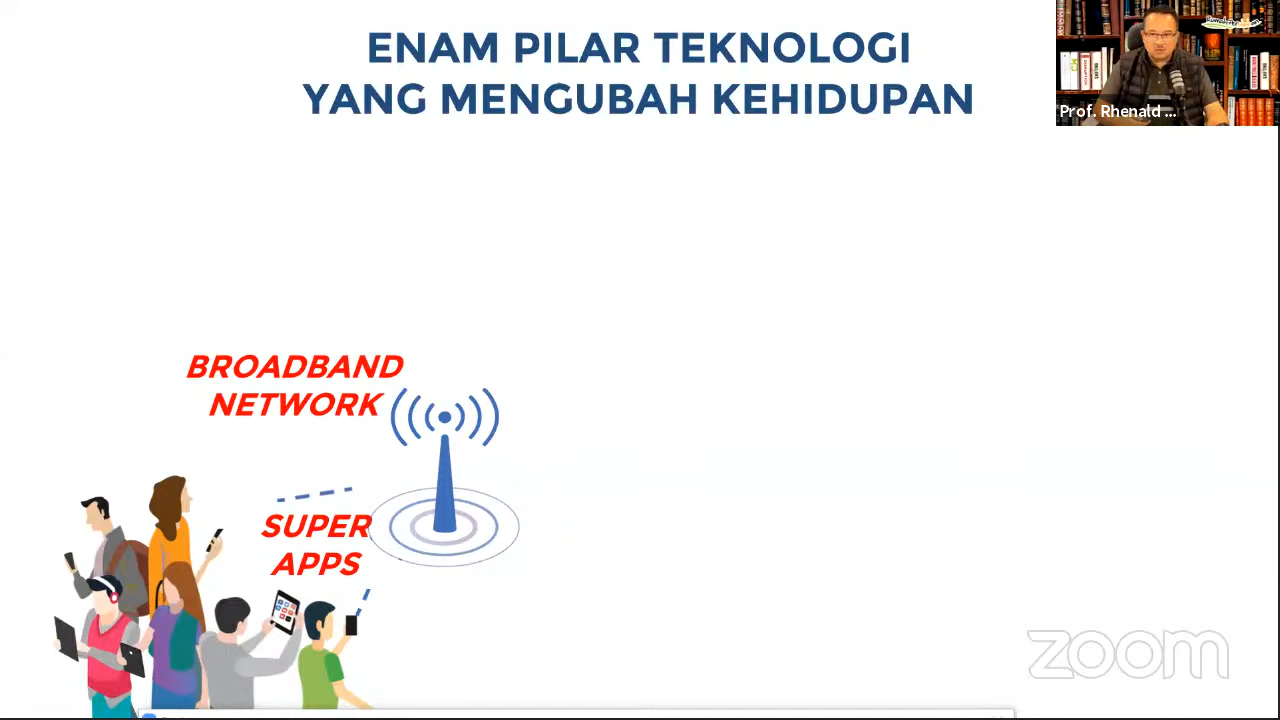 ENAM PILAR TEKNOLOGI
YANG MENGUBAH KEHIDUPAN
Prof. Rhenald ...
BROADBAND
NETWORK
SUPER
APPS
zoom